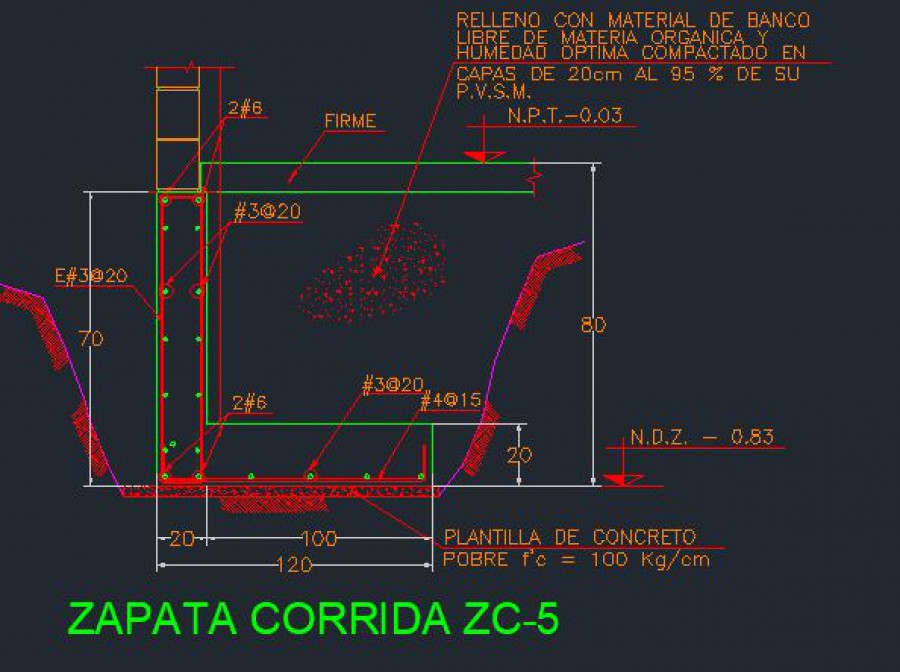 RELLENO CON MATERIAL DE BANCO
LIBRE DE MATERIA ORGANICA Y
HUMEDAD OPTIMA COMPACTADO EN
CAPAS DE 20cm AL 95 % DE SU
P.V.S.M.
2#6
FIRME
N.P.T.-0.03
#3@20
E#3@20
70
80
#3@20
#4@15
2#6
20
N.D.Z. - 0.83
20
100
120
PLANTILLA DE CONCRETO
POBRE f'c = 100 Kg/cm
ZAPATA CORRIDA ZC-5